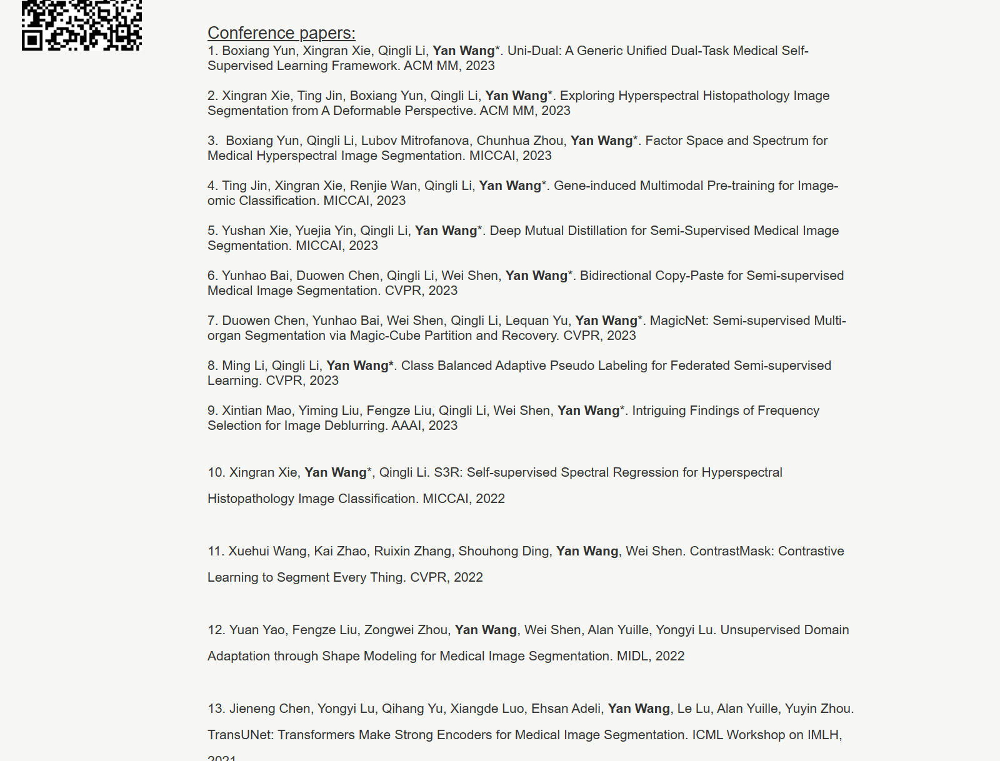 Conference papers:
1. Boxiang Yun, Xingran Xie, Qingli Li, Yan Wang*. Uni-Dual: A Generic Unified Dual-Task Medical Self-
Supervised Learning Framework. ACM MM, 2023
2. Xingran Xie, Ting Jin, Boxiang Yun, Qingli Li, Yan Wang*. Exploring Hyperspectral Histopathology Image
Segmentation from A Deformable Perspective. ACM MM, 2023
3.  Boxiang Yun, Qingli Li, Lubov Mitrofanova, Chunhua Zhou, Yan Wang*. Factor Space and Spectrum for
Medical Hyperspectral Image Segmentation. MICCAI, 2023
4. Ting Jin, Xingran Xie, Renjie Wan, Qingli Li, Yan Wang*. Gene-induced Multimodal Pre-training for Image-
omic Classification. MICCAI, 2023
5. Yushan Xie, Yuejia Yin, Qingli Li, Yan Wang*. Deep Mutual Distillation for Semi-Supervised Medical Image
Segmentation. MICCAI, 2023
6. Yunhao Bai, Duowen Chen, Qingli Li, Wei Shen, Yan Wang*. Bidirectional Copy-Paste for Semi-supervised
Medical Image Segmentation. CVPR, 2023
7. Duowen Chen, Yunhao Bai, Wei Shen, Qingli Li, Lequan Yu, Yan Wang*. MagicNet: Semi-supervised Multi-
organ Segmentation via Magic-Cube Partition and Recovery. CVPR, 2023
8. Ming Li, Qingli Li, Yan Wang*. Class Balanced Adaptive Pseudo Labeling for Federated Semi-supervised
Learning. CVPR, 2023
9. Xintian Mao, Yiming Liu, Fengze Liu, Qingli Li, Wei Shen, Yan Wang*. Intriguing Findings of Frequency
Selection for Image Deblurring. AAAI, 2023
10. Xingran Xie, Yan Wang*, Qingli Li. S3R: Self-supervised Spectral Regression for Hyperspectral
Histopathology Image Classification. MICCAI, 2022
11. Xuehui Wang, Kai Zhao, Ruixin Zhang, Shouhong Ding, Yan Wang, Wei Shen. ContrastMask: Contrastive
Learning to Segment Every Thing. CVPR, 2022
12. Yuan Yao, Fengze Liu, Zongwei Zhou, Yan Wang, Wei Shen, Alan Yuille, Yongyi Lu. Unsupervised Domain
Adaptation through Shape Modeling for Medical Image Segmentation. MIDL, 2022
13. Jieneng Chen, Yongyi Lu, Qihang Yu, Xiangde Luo, Ehsan Adeli, Yan Wang, Le Lu, Alan Yuille, Yuyin Zhou.
TransUNet: Transformers Make Strong Encoders for Medical Image Segmentation. ICML Workshop on IMLH,
2021